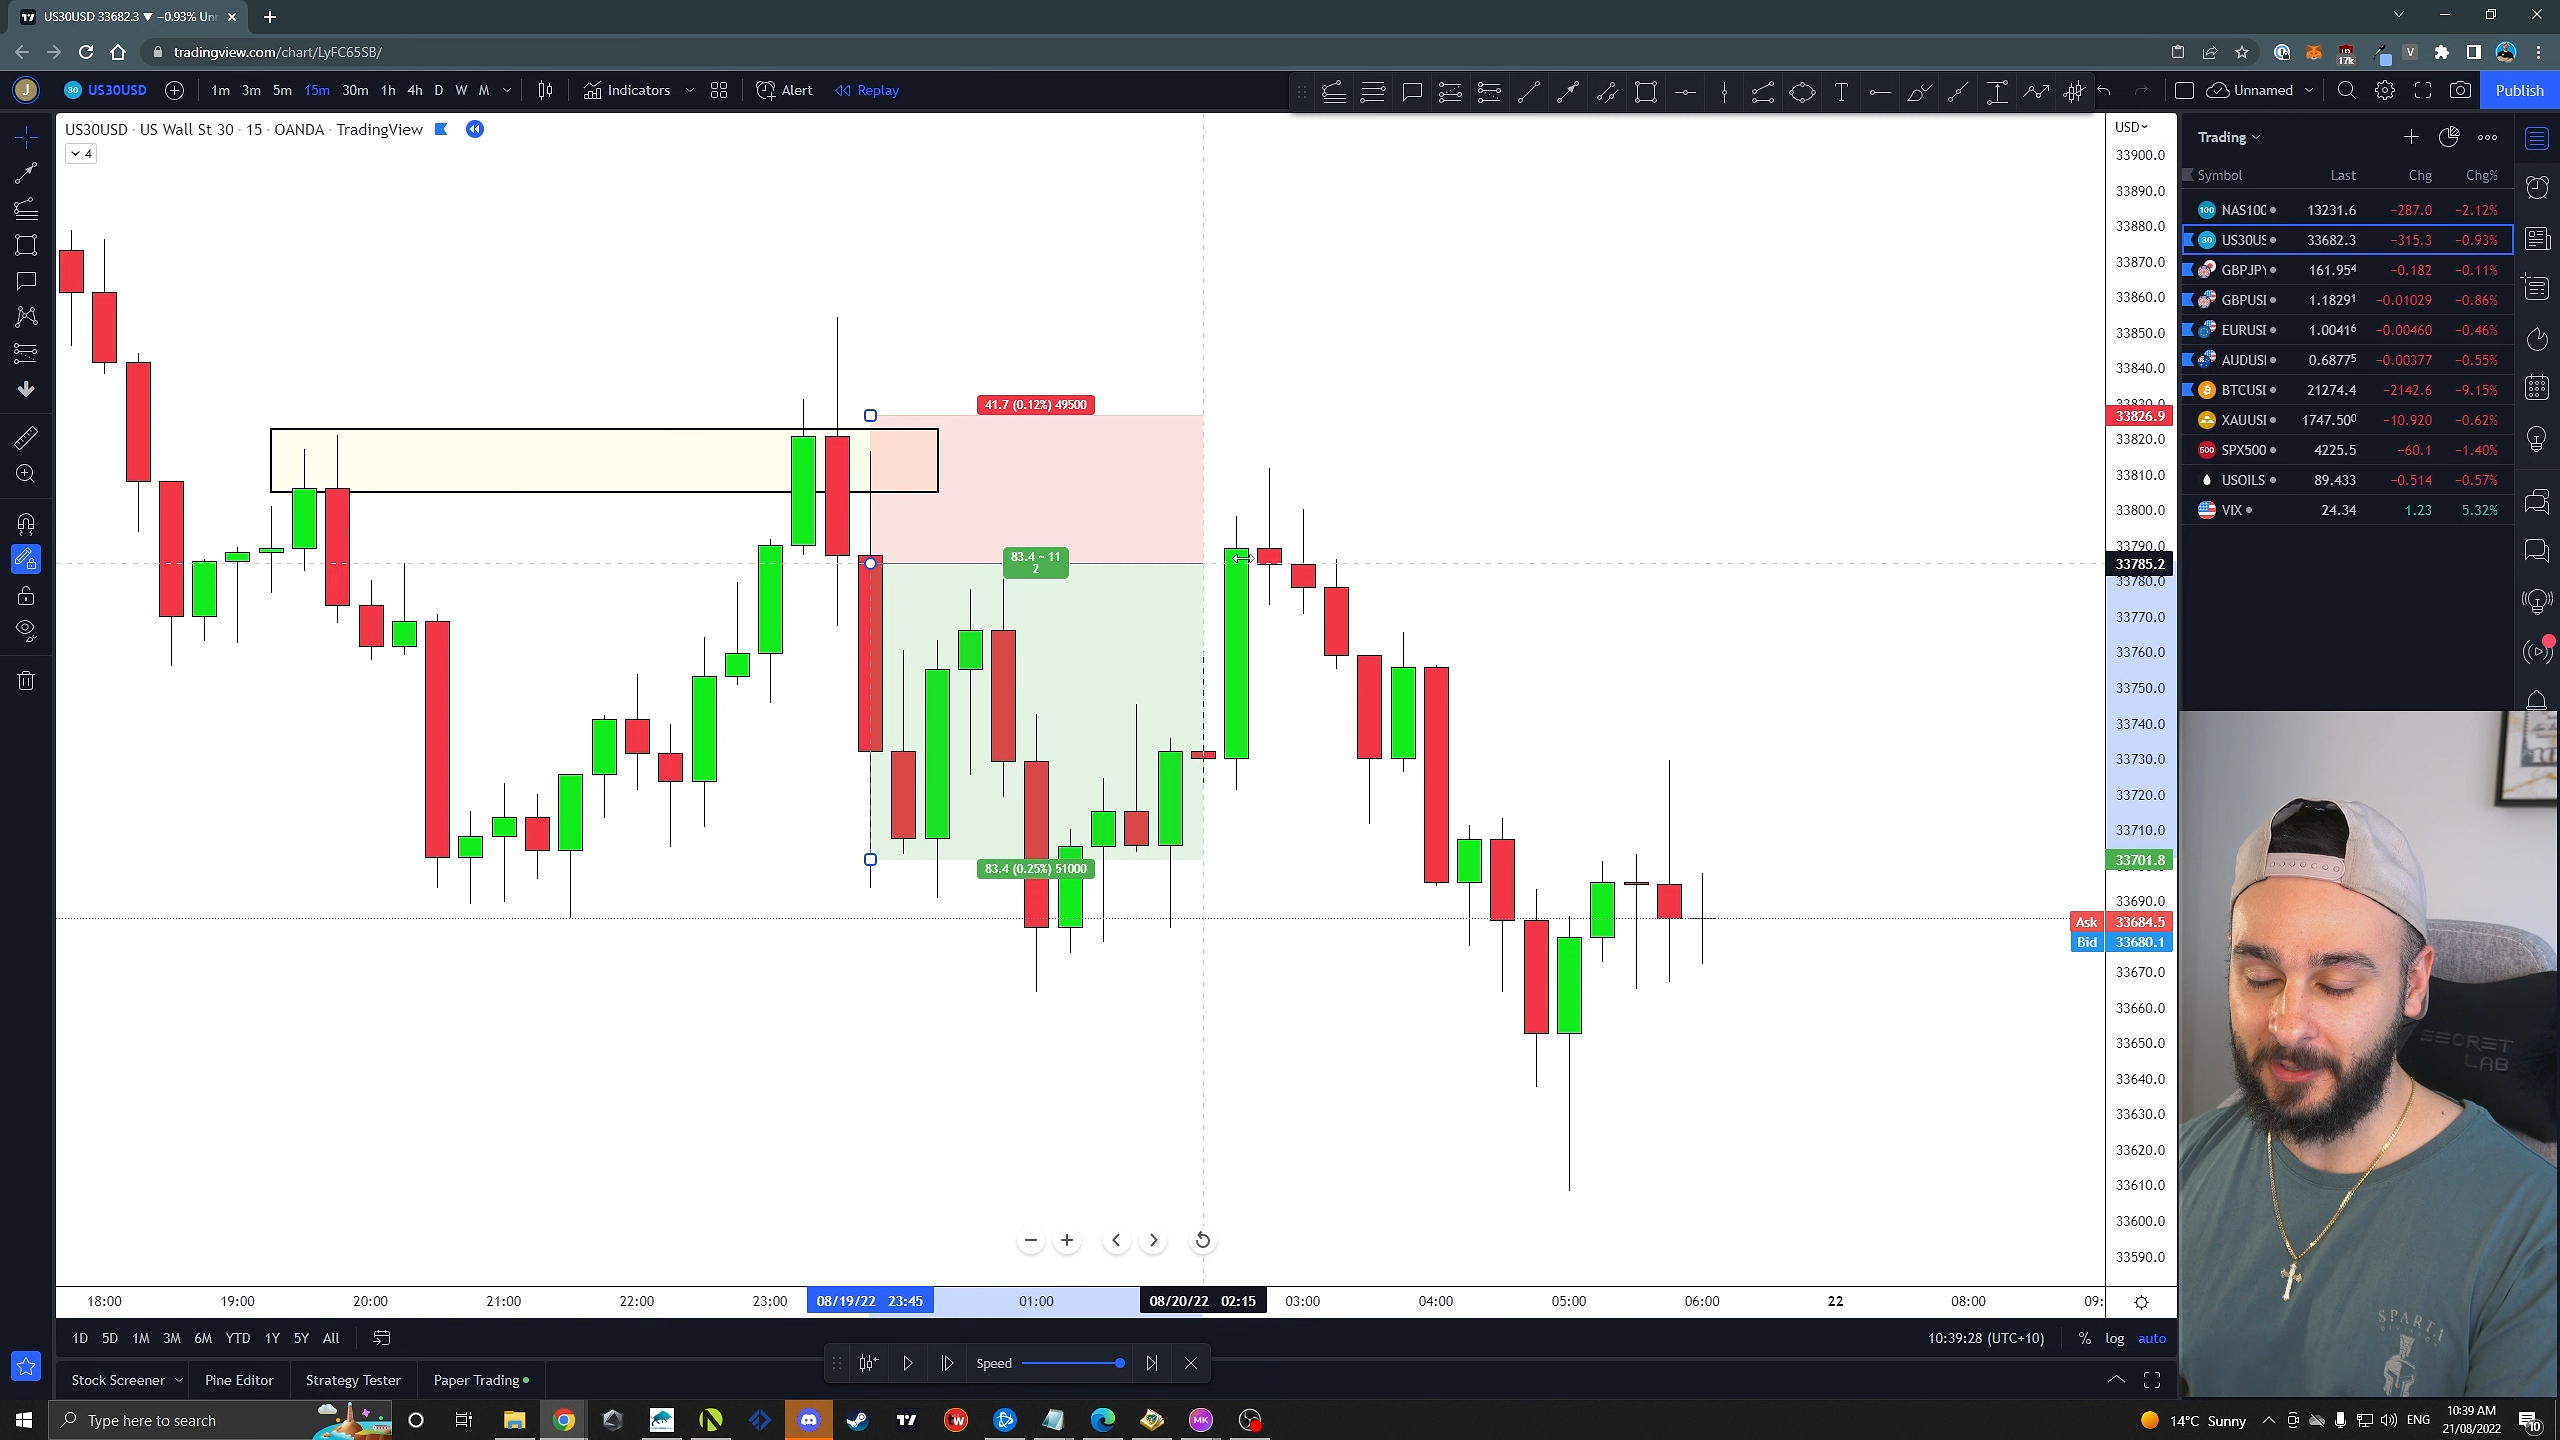 US30USD 33682.3 ▼ −0.93% Unn
tradingview.com/chart/LyFC65SB/
17k
V
J
30 US30USD
1m 3m 5m 15m 30m 1h 4h D W M
Indicators
Alert
Replay
Unnamed
Publish
US30USD · US Wall St 30 · 15 · OANDA · TradingView
4
41.7 (0.12%) 49500
83.4 ~ 11
2
83.4 (0.25%) 51000
USD
33900.0
33890.0
33880.0
33870.0
33860.0
33850.0
33840.0
33830.0
33826.9
33820.0
33810.0
33800.0
33790.0
33785.2
33780.0
33770.0
33760.0
33750.0
33740.0
33730.0
33720.0
33710.0
33701.8
33690.0
Ask 33684.5
Bid 33680.1
33670.0
33660.0
33650.0
33640.0
33630.0
33620.0
33610.0
33600.0
33590.0
18:00 19:00 20:00 21:00 22:00 23:00 08/19/22 23:45 01:00 08/20/22 02:15 03:00 04:00 05:00 06:00 22 08:00 09:
Trading
Symbol Last Chg Chg%
100 NAS100 13231.6 −287.0 −2.12%
30 US30US 33682.3 −315.3 −0.93%
GBPJPY 161.954 −0.182 −0.11%
GBPUSD 1.18291 −0.01029 −0.86%
EURUSD 1.00416 −0.00460 −0.46%
AUDUSD 0.68775 −0.00377 −0.55%
BTCUSD 21274.4 −2142.6 −9.15%
XAUUSD 1747.500 −10.920 −0.62%
500 SPX500 4225.5 −60.1 −1.40%
USOILS 89.433 −0.514 −0.57%
VIX 24.34 1.23 5.32%
SECRET
LAB
SPART
1D 5D 1M 3M 6M YTD 1Y 5Y All
10:39:28 (UTC+10) % log auto
Speed
Stock Screener Pine Editor Strategy Tester Paper Trading
Type here to search
MK
14°C Sunny
ENG
10:39 AM
21/08/2022
10